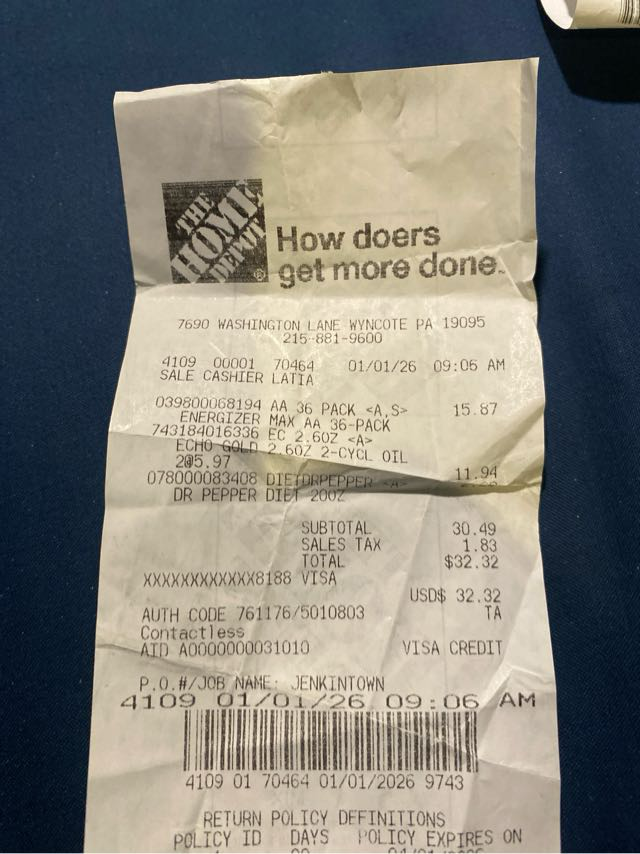 THE HOME DEPOT
How doers
get more done.
7690 WASHINGTON LANE WYNCOTE PA 19095
215-881-9600
4109 00001 70464 01/01/26 09:06 AM
SALE CASHIER LATIA
039800068194 AA 36 PACK <A,S> 15.87
ENERGIZER MAX AA 36-PACK
743184016336 EC 2.6OZ <A>
ECHO GOLD 2.6OZ 2-CYCL OIL
2@5.97 11.94
078000083408 DIETDRPEPPER <A>
DR PEPPER DIET 20OZ
SUBTOTAL 30.49
SALES TAX 1.83
TOTAL $32.32
XXXXXXXXXXXX8188 VISA
USD$ 32.32
AUTH CODE 761176/5010803 TA
Contactless
AID A0000000031010 VISA CREDIT
P.O.#/JOB NAME: JENKINTOWN
4109 01/01/26 09:06 AM
4109 01 70464 01/01/2026 9743
RETURN POLICY DEFINITIONS
POLICY ID DAYS POLICY EXPIRES ON